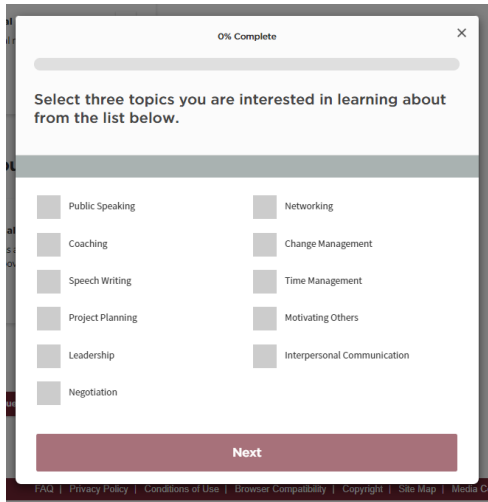 0% Complete
×
Select three topics you are interested in learning about
from the list below.
Public Speaking
Networking
Coaching
Change Management
Speech Writing
Time Management
Project Planning
Motivating Others
Leadership
Interpersonal Communication
Negotiation
Next
FAQ | Privacy Policy | Conditions of Use | Browser Compatibility | Copyright | Site Map | Media